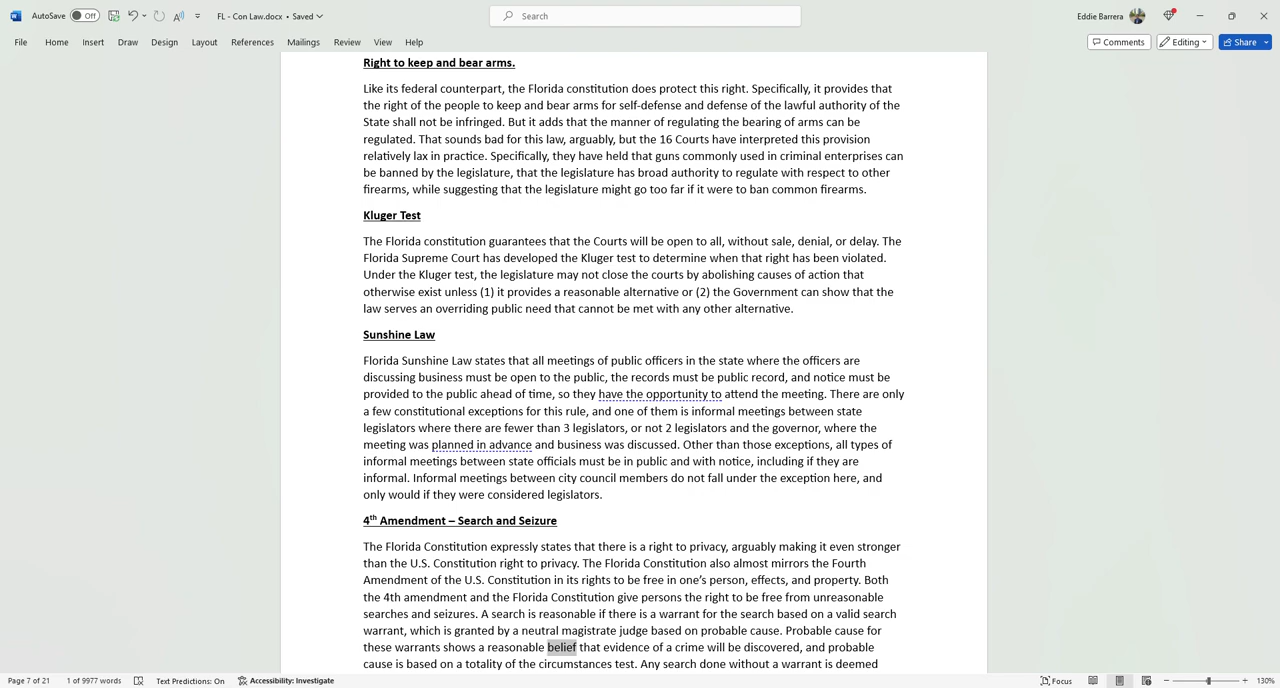 AutoSave Off FL - Con Law.docx • Saved Search Eddie Barrera
File Home Insert Draw Design Layout References Mailings Review View Help Comments Editing Share
Right to keep and bear arms.
Like its federal counterpart, the Florida constitution does protect this right. Specifically, it provides that
the right of the people to keep and bear arms for self-defense and defense of the lawful authority of the
State shall not be infringed. But it adds that the manner of regulating the bearing of arms can be
regulated. That sounds bad for this law, arguably, but the 16 Courts have interpreted this provision
relatively lax in practice. Specifically, they have held that guns commonly used in criminal enterprises can
be banned by the legislature, that the legislature has broad authority to regulate with respect to other
firearms, while suggesting that the legislature might go too far if it were to ban common firearms.
Kluger Test
The Florida constitution guarantees that the Courts will be open to all, without sale, denial, or delay. The
Florida Supreme Court has developed the Kluger test to determine when that right has been violated.
Under the Kluger test, the legislature may not close the courts by abolishing causes of action that
otherwise exist unless (1) it provides a reasonable alternative or (2) the Government can show that the
law serves an overriding public need that cannot be met with any other alternative.
Sunshine Law
Florida Sunshine Law states that all meetings of public officers in the state where the officers are
discussing business must be open to the public, the records must be public record, and notice must be
provided to the public ahead of time, so they have the opportunity to attend the meeting. There are only
a few constitutional exceptions for this rule, and one of them is informal meetings between state
legislators where there are fewer than 3 legislators, or not 2 legislators and the governor, where the
meeting was planned in advance and business was discussed. Other than those exceptions, all types of
informal meetings between state officials must be in public and with notice, including if they are
informal. Informal meetings between city council members do not fall under the exception here, and
only would if they were considered legislators.
4th Amendment – Search and Seizure
The Florida Constitution expressly states that there is a right to privacy, arguably making it even stronger
than the U.S. Constitution right to privacy. The Florida Constitution also almost mirrors the Fourth
Amendment of the U.S. Constitution in its rights to be free in one's person, effects, and property. Both
the 4th amendment and the Florida Constitution give persons the right to be free from unreasonable
searches and seizures. A search is reasonable if there is a warrant for the search based on a valid search
warrant, which is granted by a neutral magistrate judge based on probable cause. Probable cause for
these warrants shows a reasonable belief that evidence of a crime will be discovered, and probable
cause is based on a totality of the circumstances test. Any search done without a warrant is deemed
Page 7 of 21 1 of 9977 words Text Predictions: On Accessibility: Investigate Focus 130%